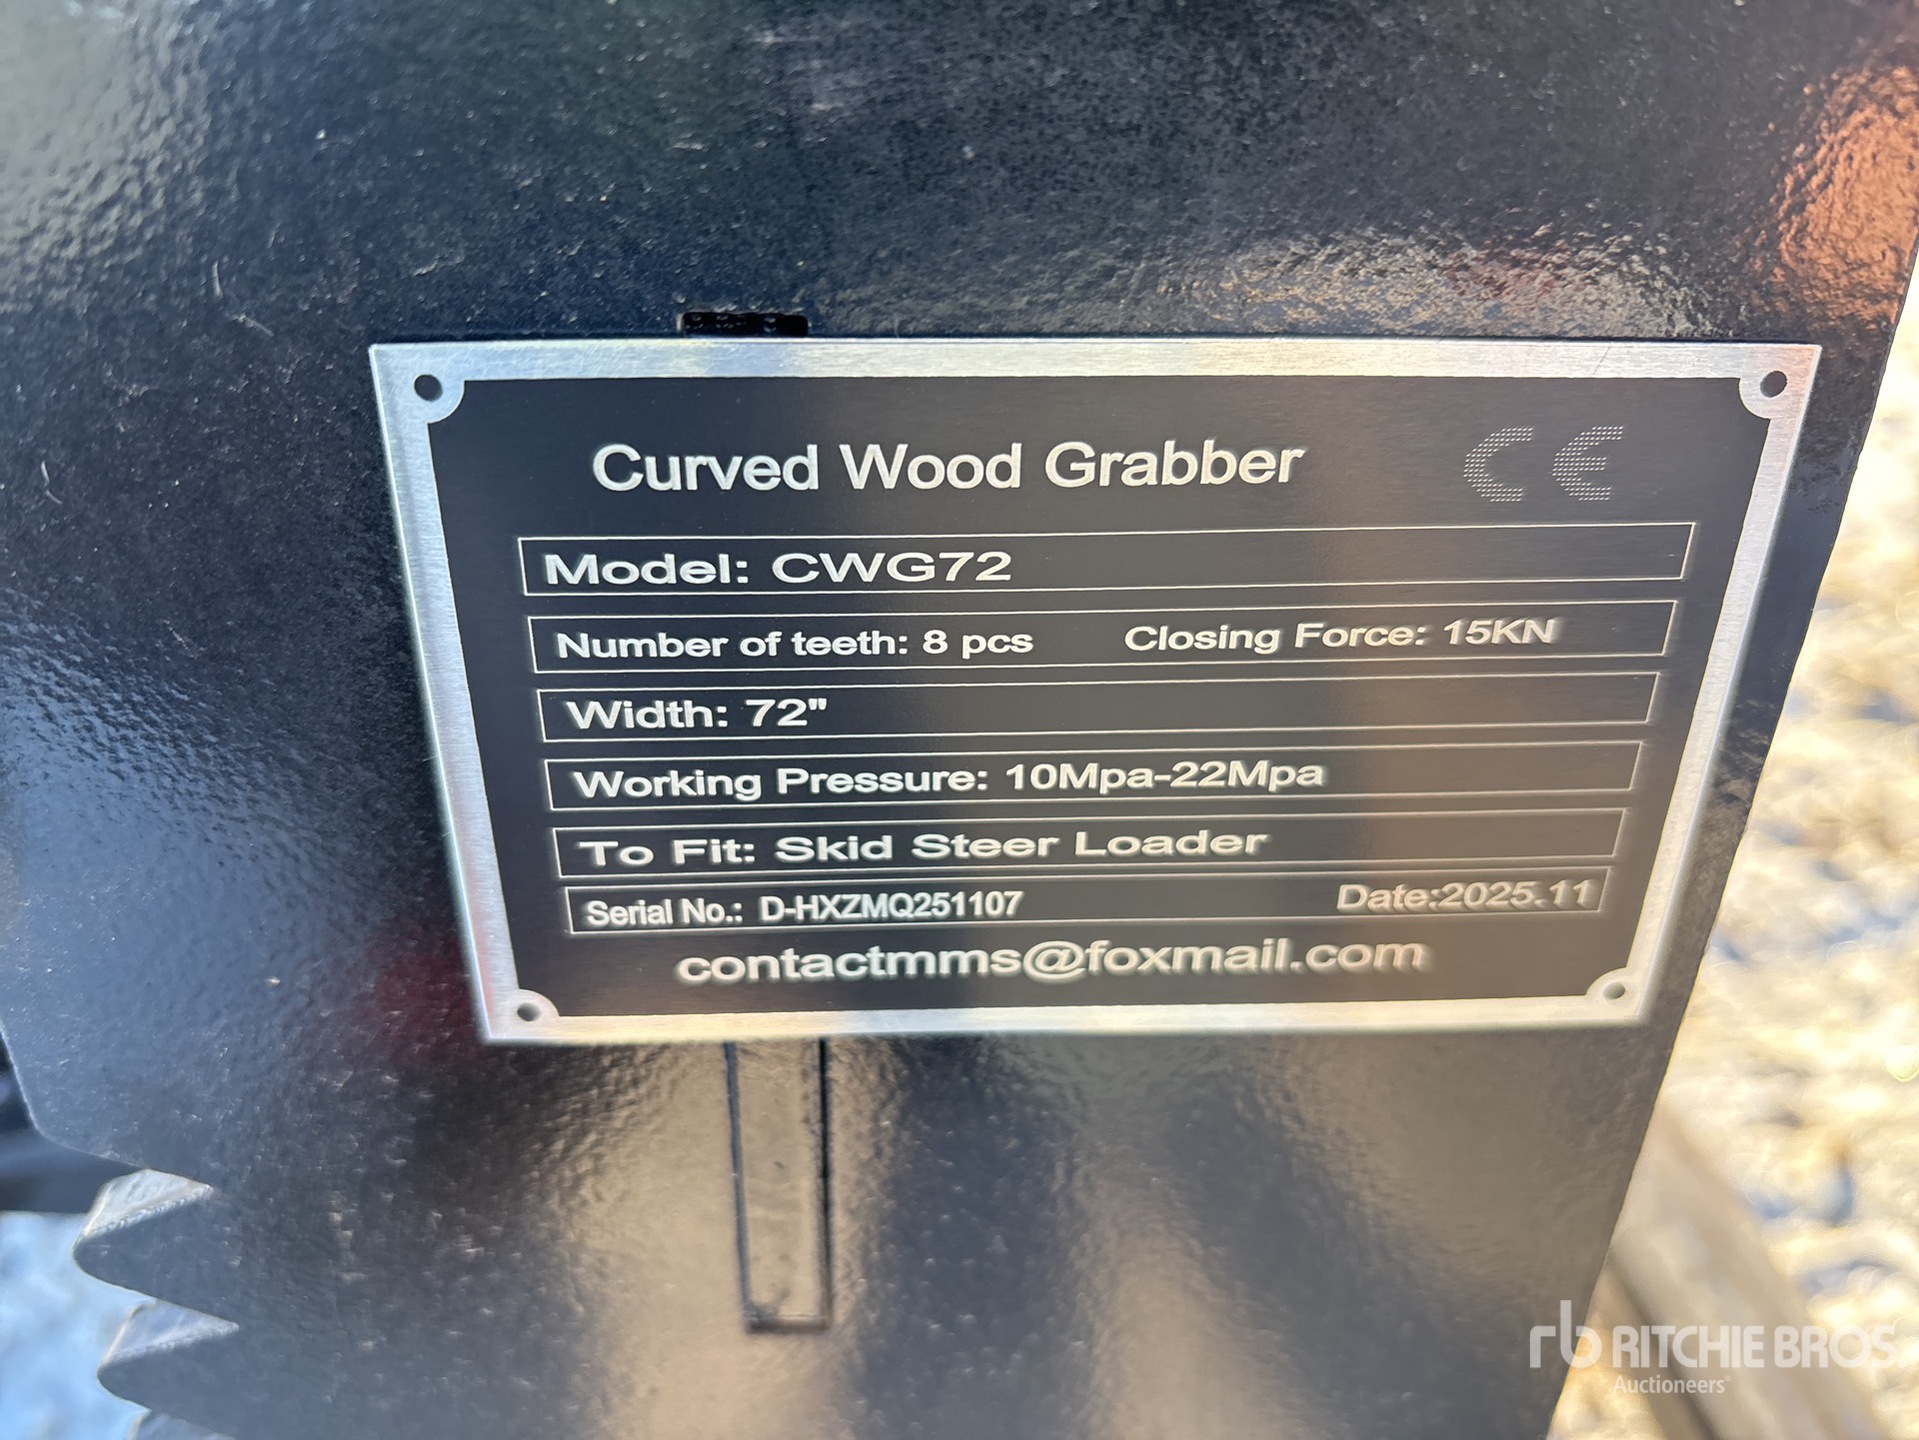 Curved Wood Grabber CE
Model: CWG72
Number of teeth: 8 pcs Closing Force: 15KN
Width: 72"
Working Pressure: 10Mpa-22Mpa
To Fit: Skid Steer Loader
Serial No.: D-HXZMQ251107 Date:2025.11
contactmms@foxmail.com
rb RITCHIE BROS.
Auctioneers